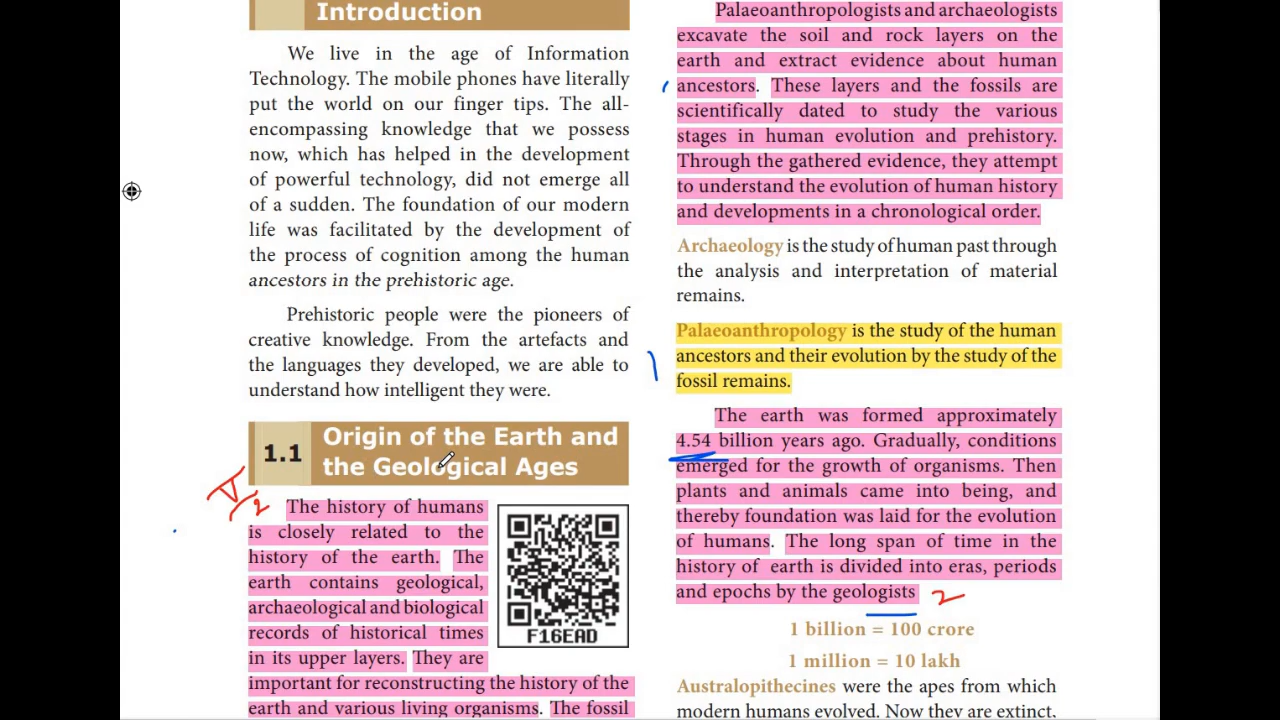 Introduction
We live in the age of Information
Technology. The mobile phones have literally
put the world on our finger tips. The all-
encompassing knowledge that we possess
now, which has helped in the development
of powerful technology, did not emerge all
of a sudden. The foundation of our modern
life was facilitated by the development of
the process of cognition among the human
ancestors in the prehistoric age.
Prehistoric people were the pioneers of
creative knowledge. From the artefacts and
the languages they developed, we are able to
understand how intelligent they were.
1.1
Origin of the Earth and
the Geological Ages
The history of humans
is closely related to the
history of the earth. The
earth contains geological,
archaeological and biological
records of historical times
in its upper layers. They are
important for reconstructing the history of the
earth and various living organisms. The fossil
F16EAD
Palaeoanthropologists and archaeologists
excavate the soil and rock layers on the
earth and extract evidence about human
ancestors. These layers and the fossils are
scientifically dated to study the various
stages in human evolution and prehistory.
Through the gathered evidence, they attempt
to understand the evolution of human history
and developments in a chronological order.
Archaeology is the study of human past through
the analysis and interpretation of material
remains.
Palaeoanthropology is the study of the human
ancestors and their evolution by the study of the
fossil remains.
The earth was formed approximately
4.54 billion years ago. Gradually, conditions
emerged for the growth of organisms. Then
plants and animals came into being, and
thereby foundation was laid for the evolution
of humans. The long span of time in the
history of earth is divided into eras, periods
and epochs by the geologists 2
1 billion = 100 crore
1 million = 10 lakh
Australopithecines were the apes from which
modern humans evolved. Now they are extinct,